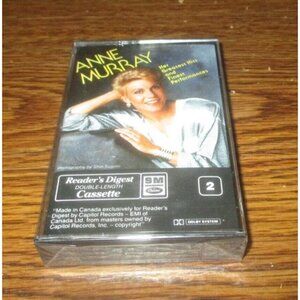 ANNE
MURRAY
Her
Greatest Hits
and
Finest
Performances
Reader's Digest
DOUBLE-LENGTH
Cassette
SM
2
"Made in Canada exclusively for Reader's
Digest by Capitol Records – EMI of
Canada Ltd. from masters owned by
Capitol Records, Inc. – copyright"
DOLBY SYSTEM